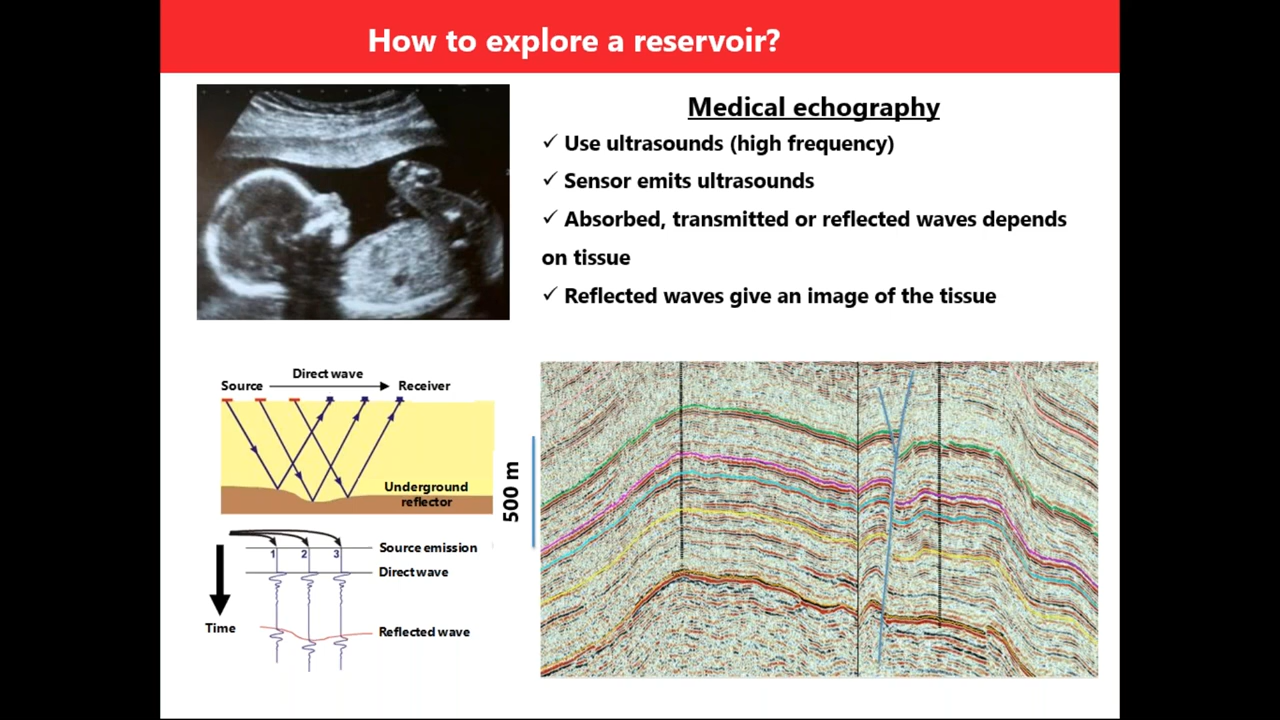 How to explore a reservoir?
Medical echography
✓ Use ultrasounds (high frequency)
✓ Sensor emits ultrasounds
✓ Absorbed, transmitted or reflected waves depends
on tissue
✓ Reflected waves give an image of the tissue
Direct wave
Source
Receiver
Underground
reflector
500 m
1 2 3
Source emission
Direct wave
Time
Reflected wave